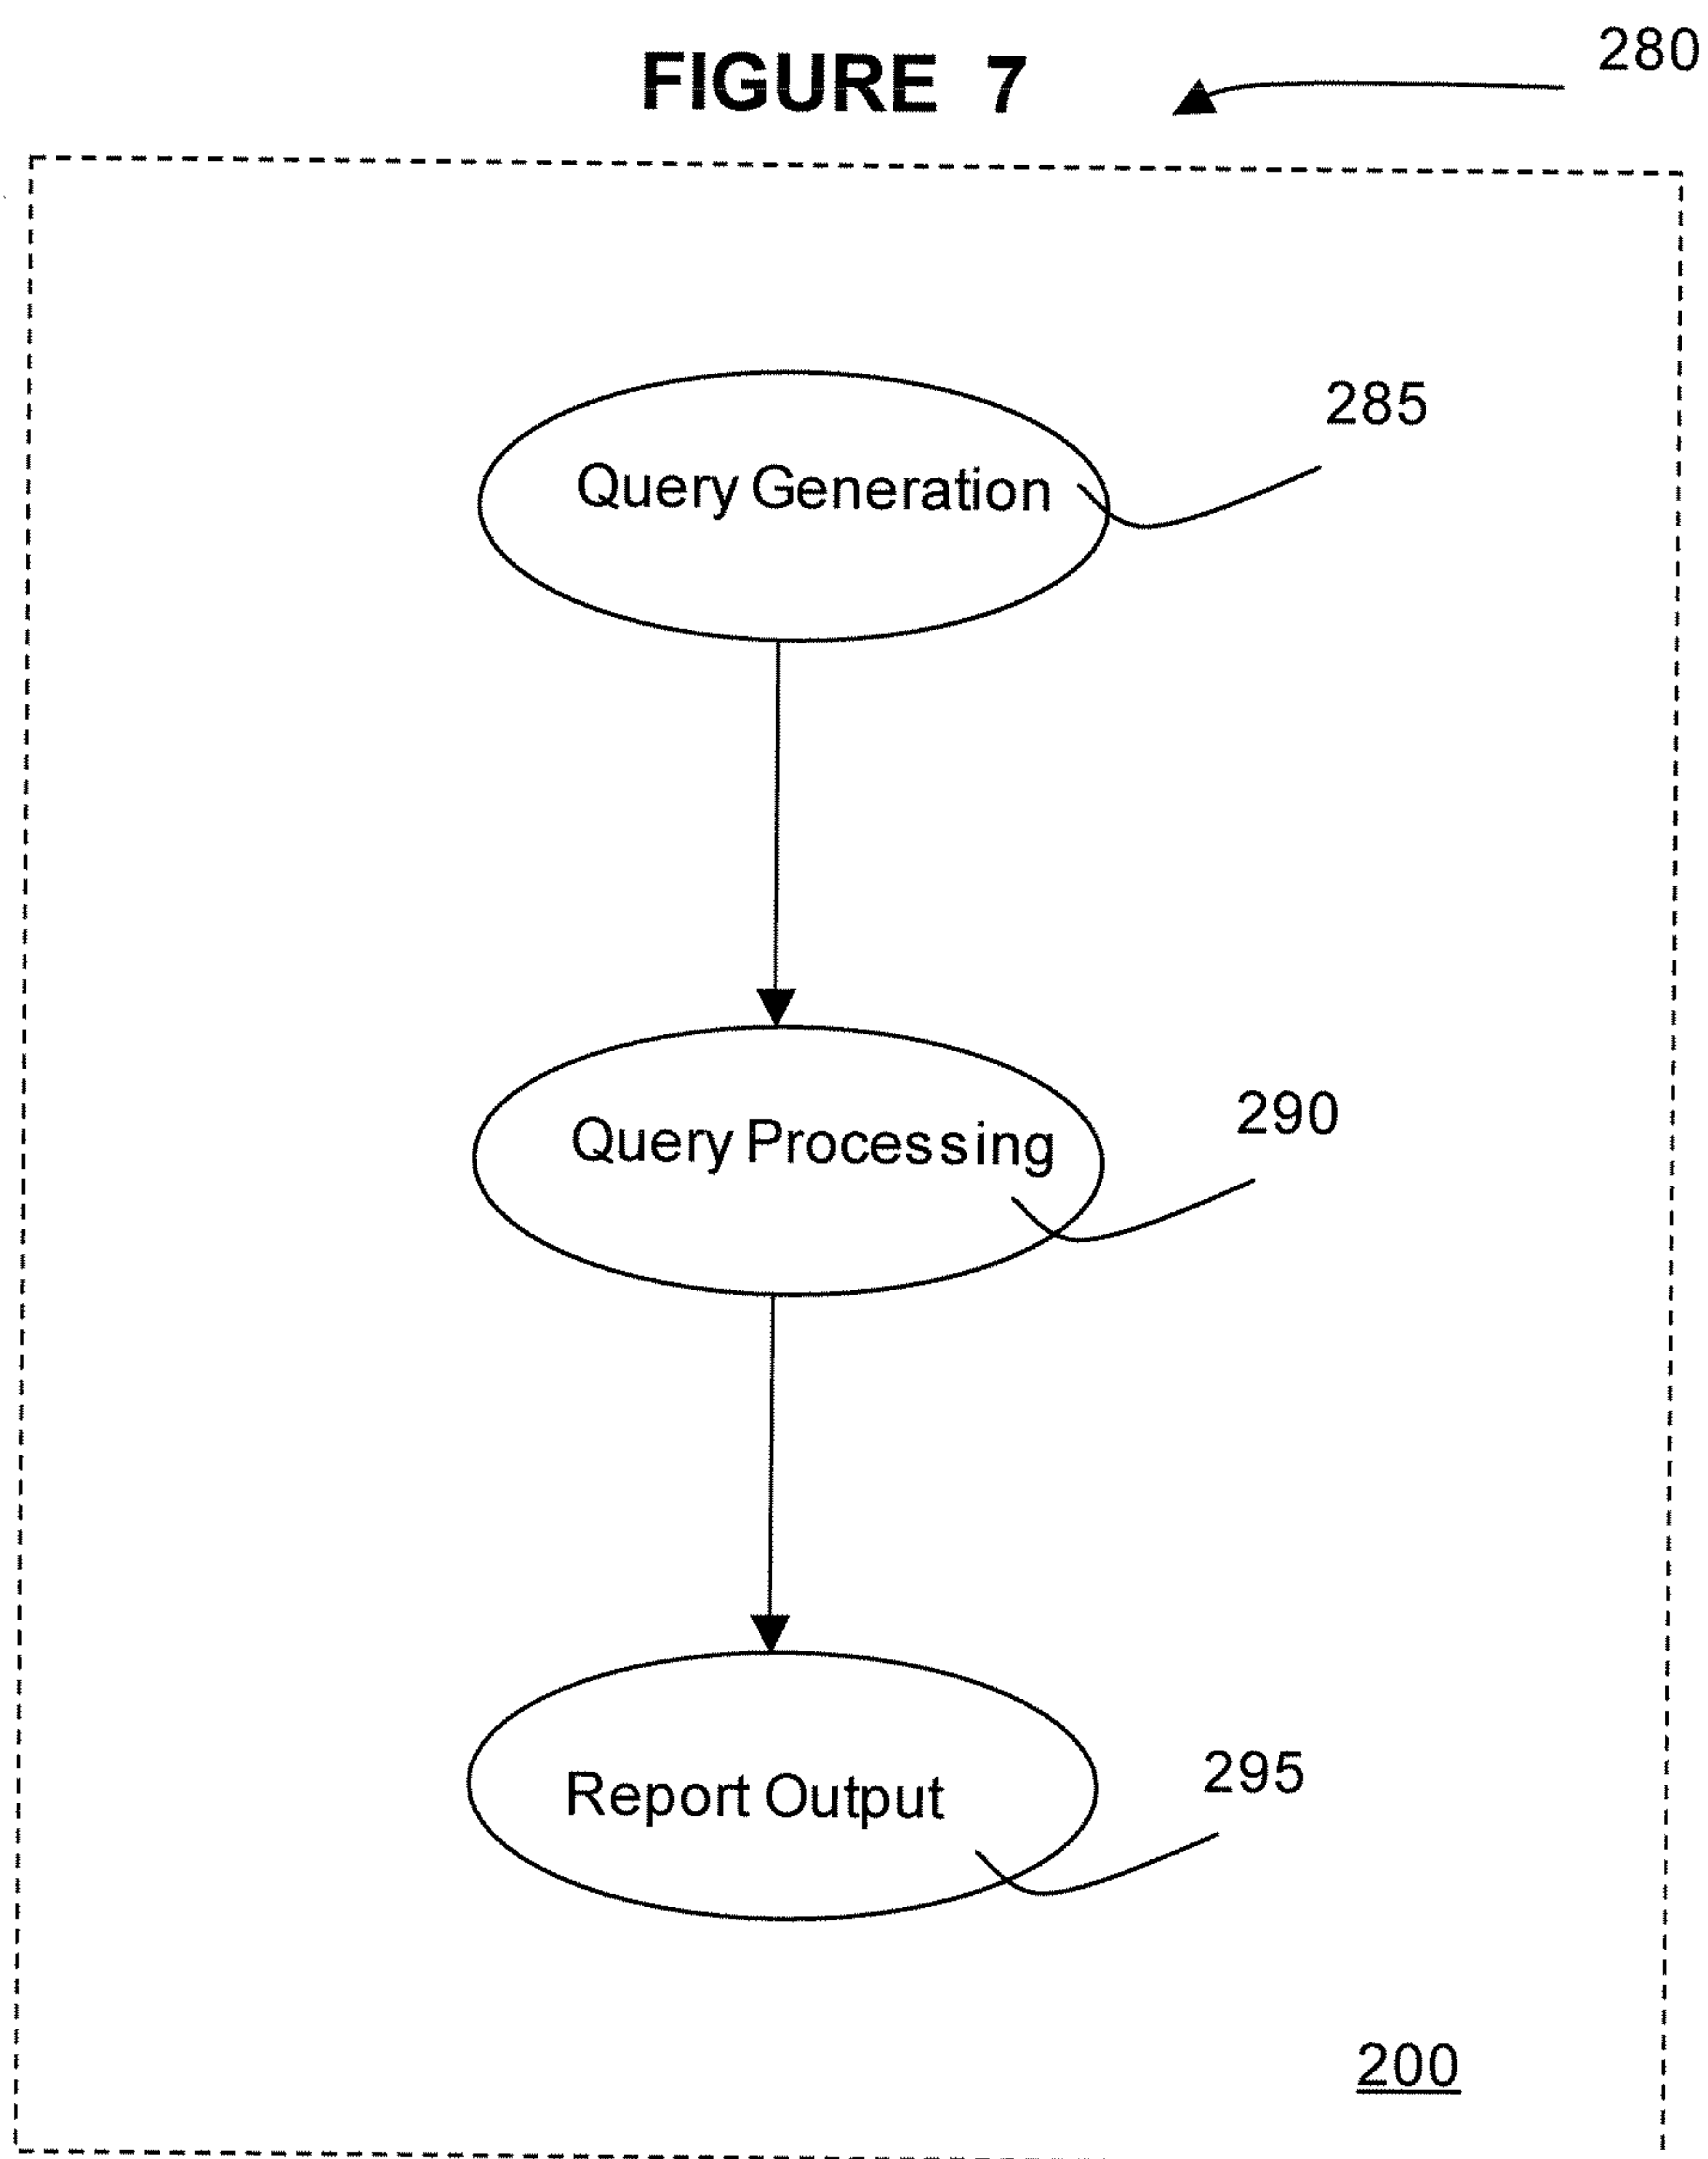 FIGURE 7
280
285
Query Generation
290
Query Processing
295
Report Output
200